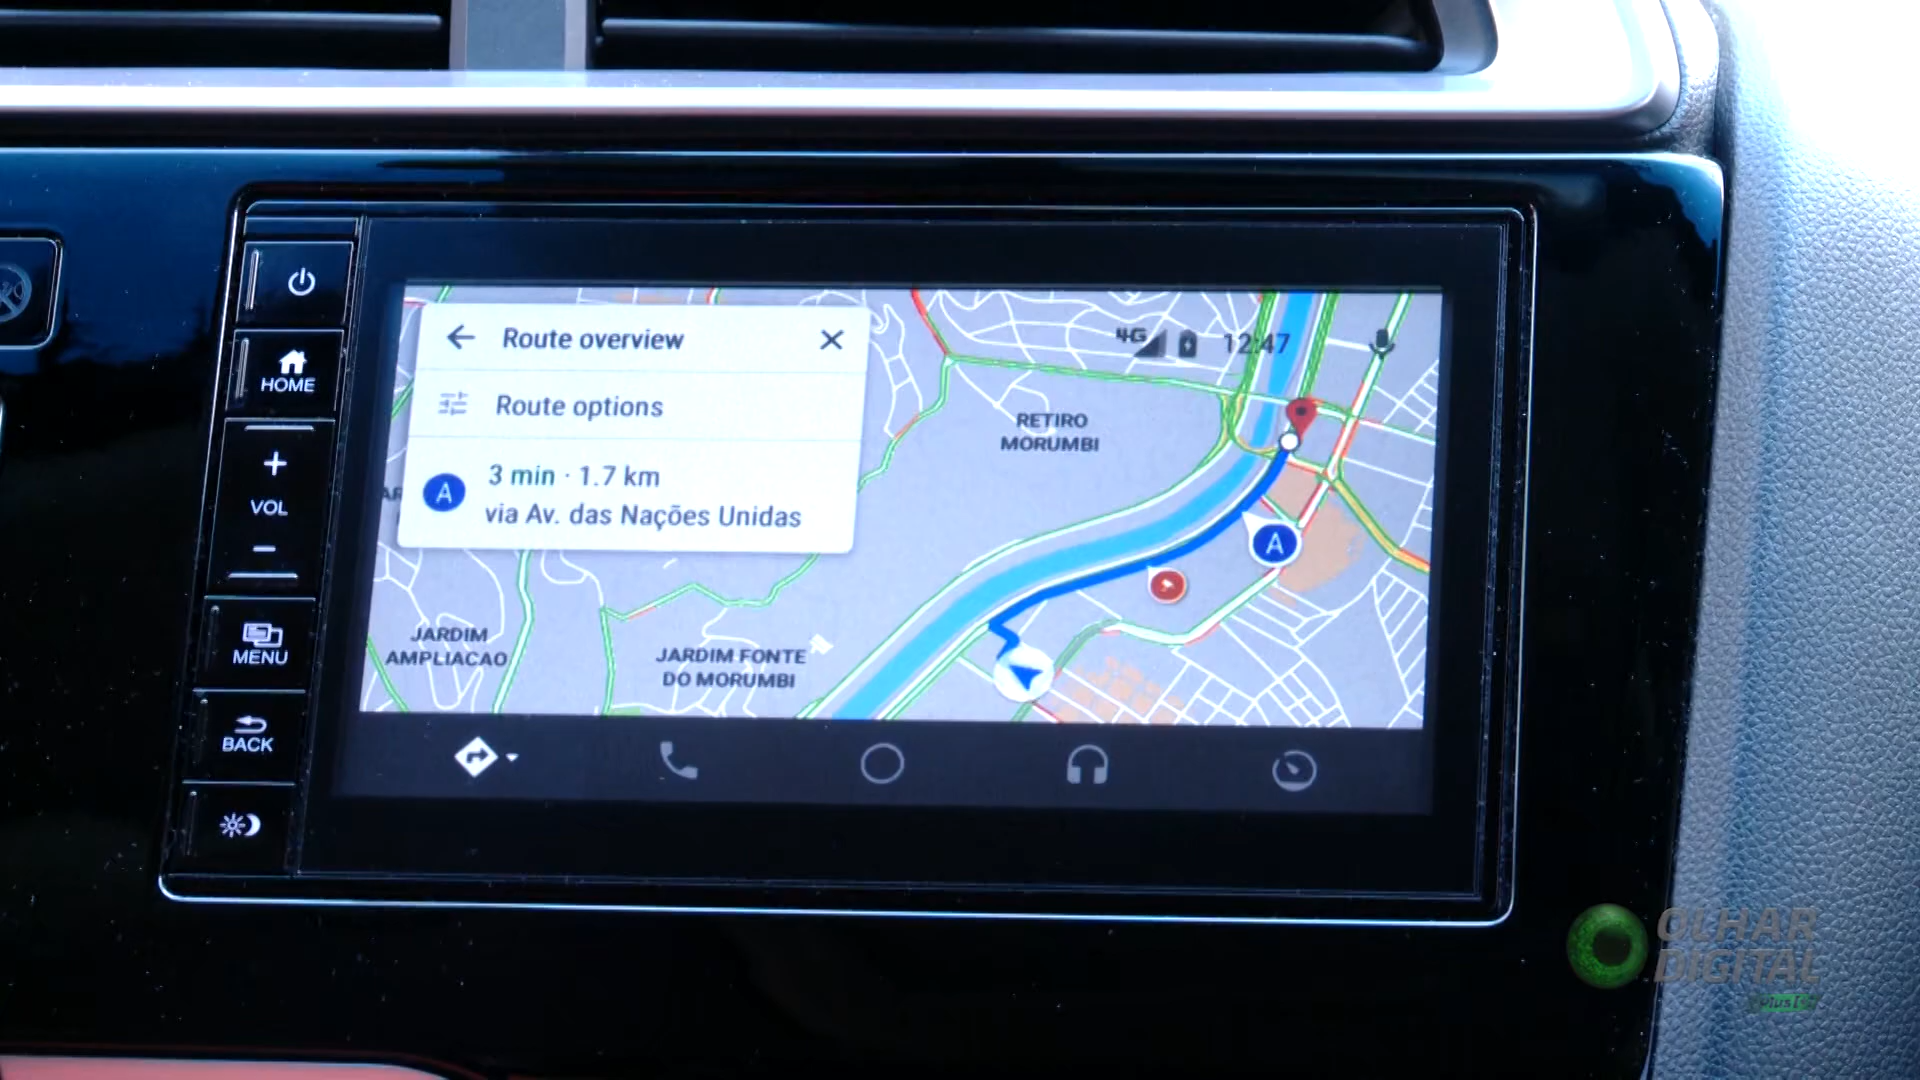 HOME
+
VOL
−
MENU
BACK
Route overview
Route options
A
3 min · 1.7 km
via Av. das Nações Unidas
4G
12:47
RETIRO
MORUMBI
A
JARDIM
AMPLIACAO
JARDIM FONTE
DO MORUMBI
OLHAR
DIGITAL
Plus